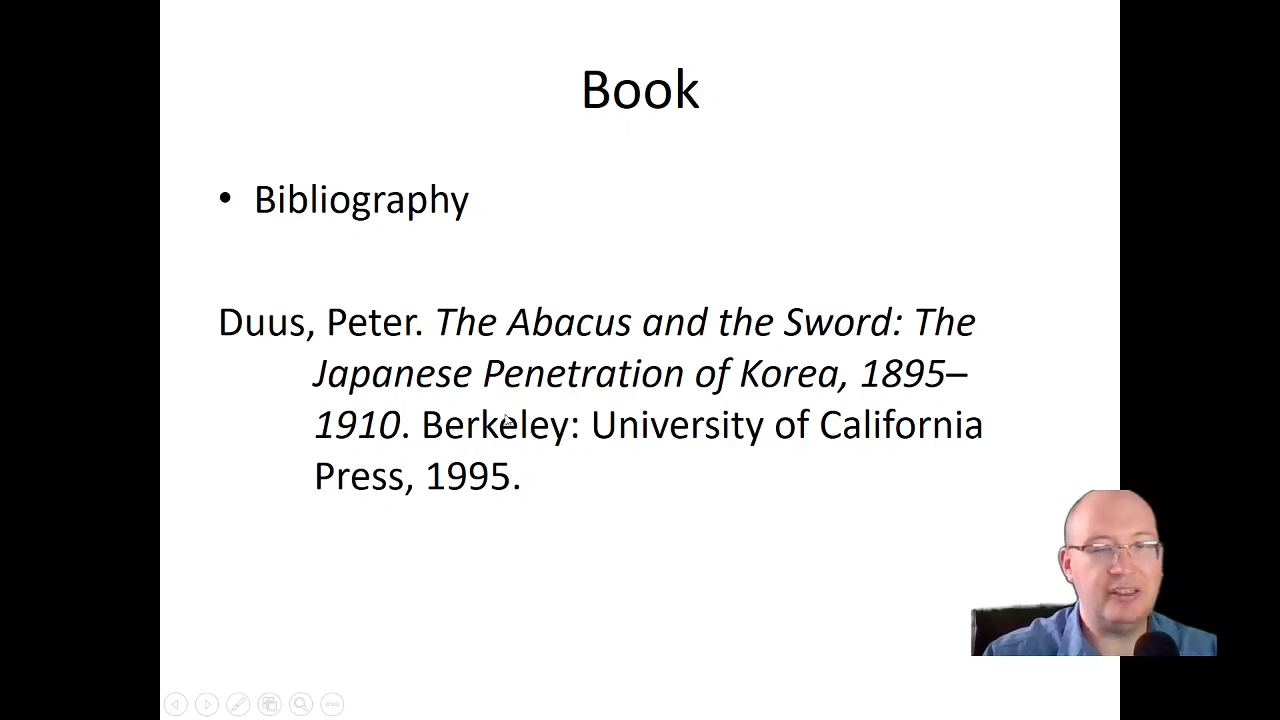 Book
• Bibliography
Duus, Peter. The Abacus and the Sword: The
Japanese Penetration of Korea, 1895–
1910. Berkeley: University of California
Press, 1995.